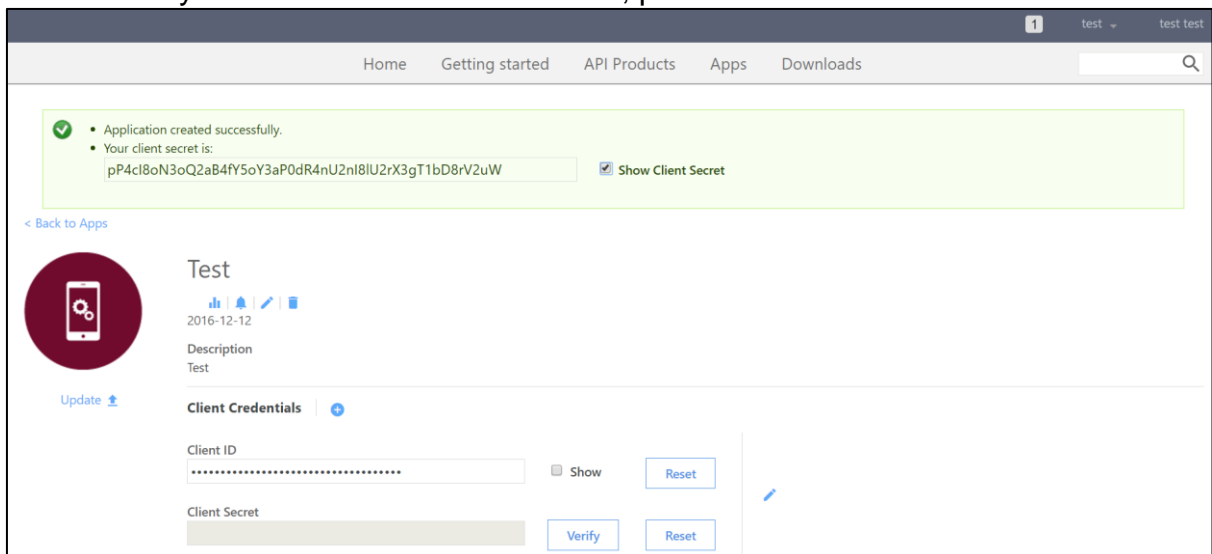 1 test test test
Home Getting started API Products Apps Downloads
• Application created successfully.
• Your client secret is:
pP4cI8oN3oQ2aB4fY5oY3aP0dR4nU2nI8lU2rX3gT1bD8rV2uW Show Client Secret
< Back to Apps
Test
2016-12-12
Description
Test
Update
Client Credentials
Client ID
•••••••••••••••••••••••••••••••••••• Show Reset
Client Secret
Verify Reset